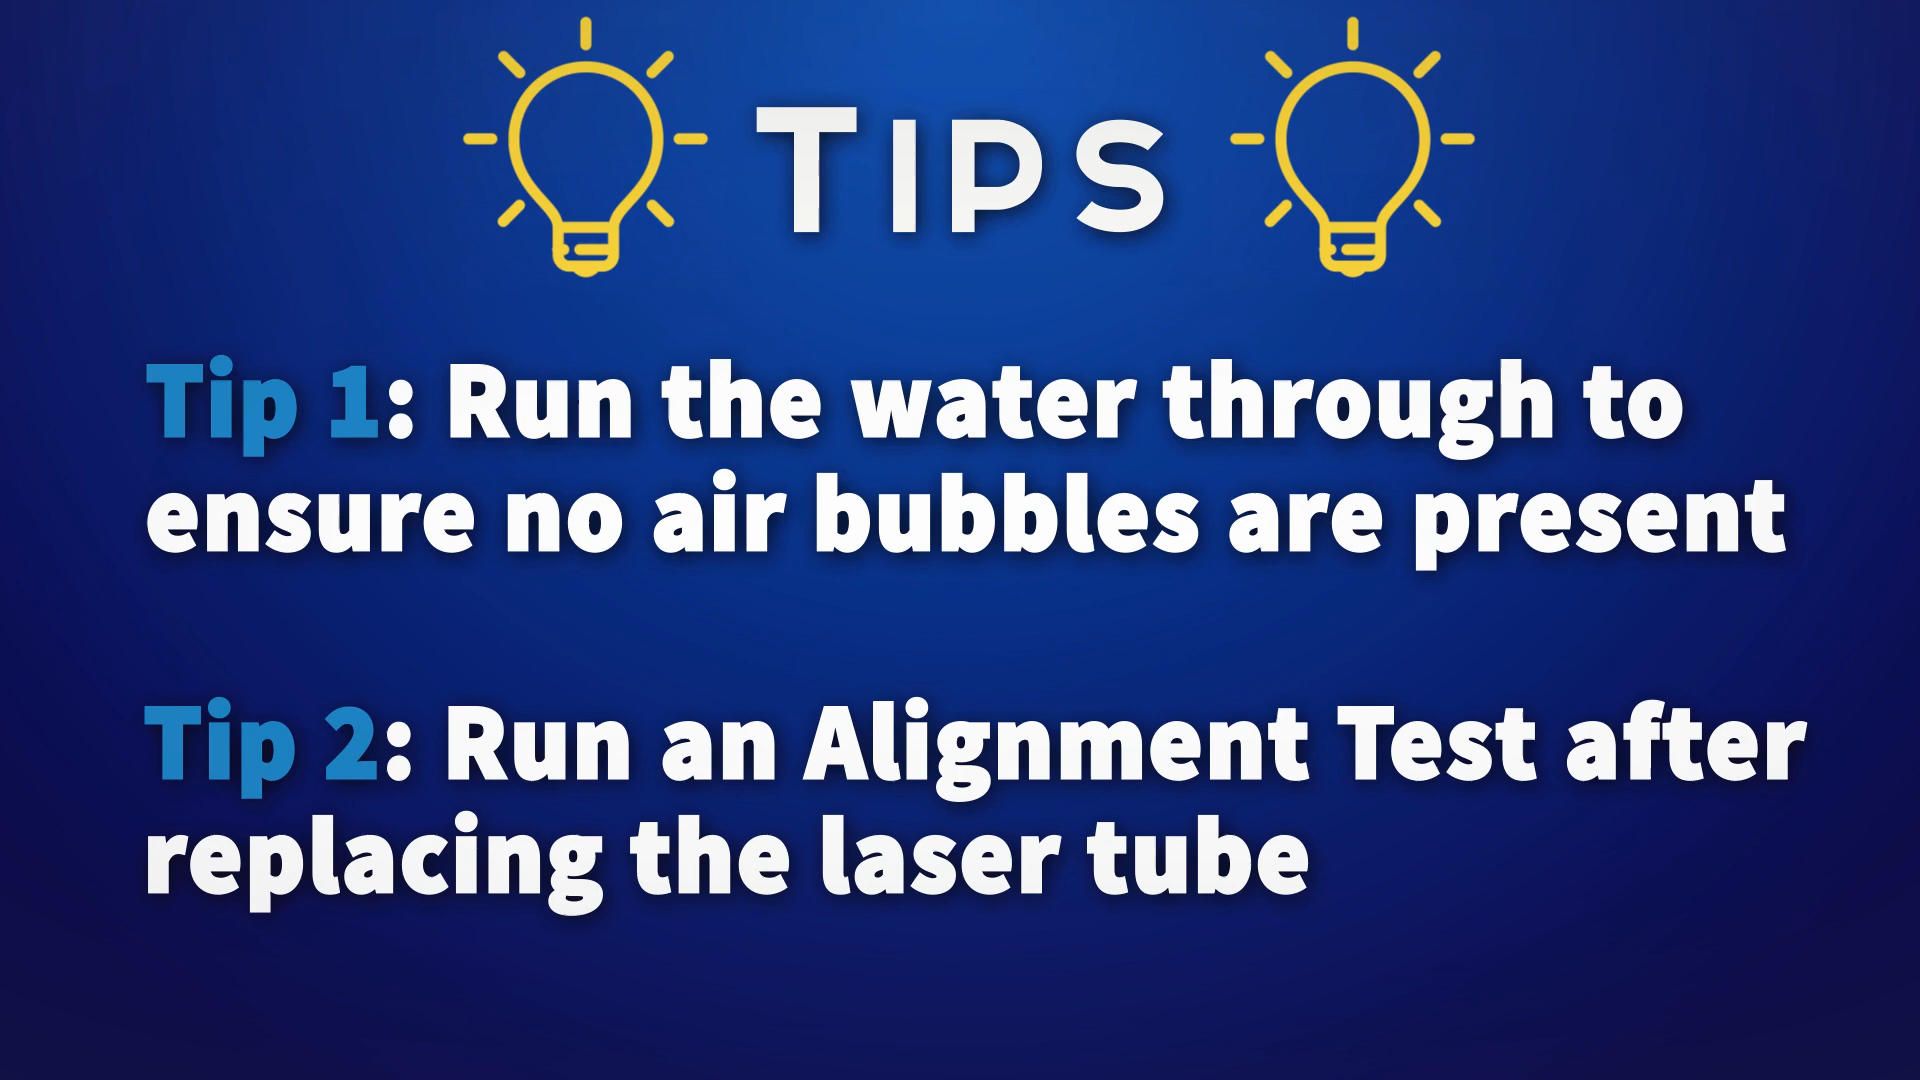 TIPS
Tip 1: Run the water through to
ensure no air bubbles are present
Tip 2: Run an Alignment Test after
replacing the laser tube